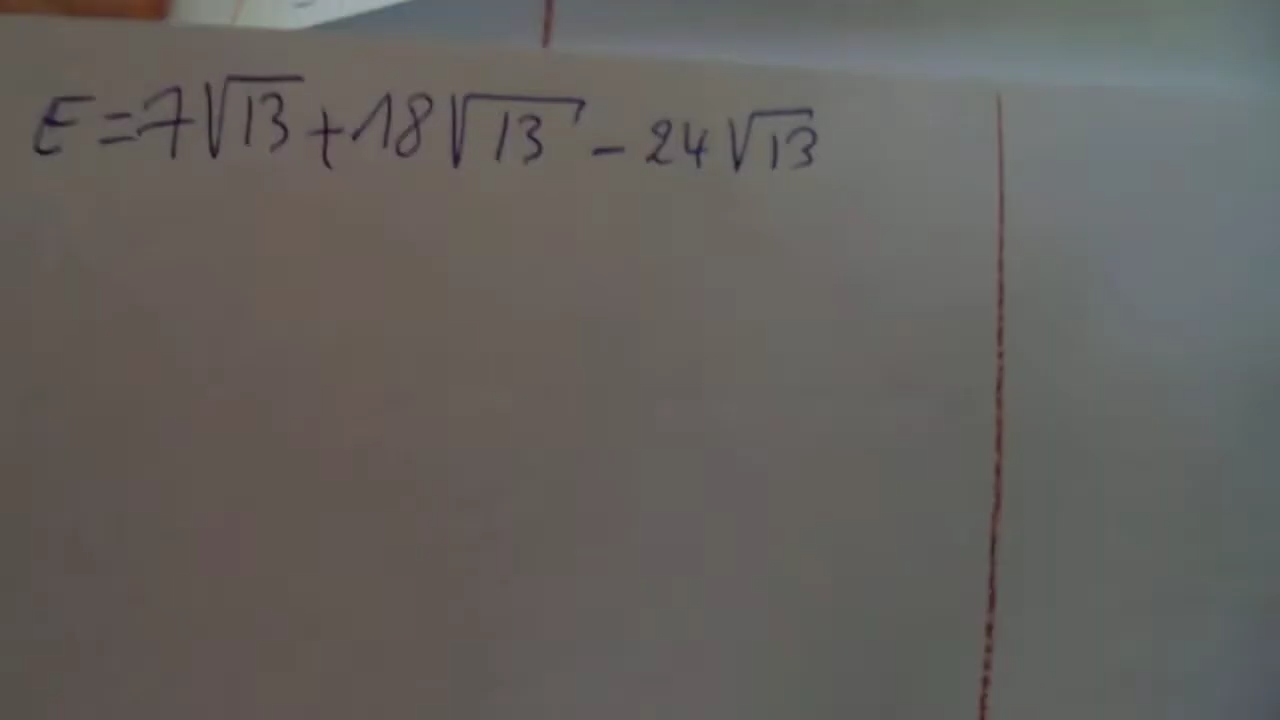 E = 7√13 + 18√13 - 24√13